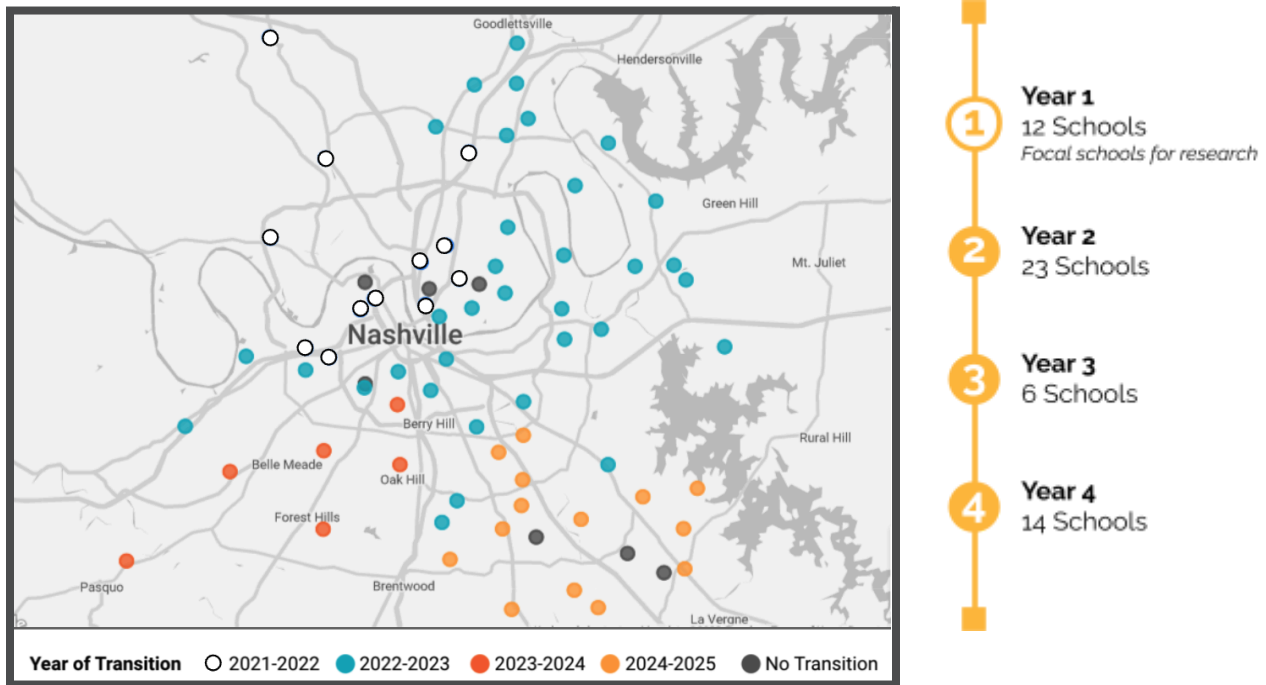 Goodlettsville
Hendersonville
Green Hill
Mt. Juliet
Nashville
Berry Hill
Rural Hill
Belle Meade
Oak Hill
Forest Hills
Pasquo
Brentwood
La Vergne
Year of Transition 2021-2022 2022-2023 2023-2024 2024-2025 No Transition
1
Year 1
12 Schools
Focal schools for research
2
Year 2
23 Schools
3
Year 3
6 Schools
4
Year 4
14 Schools